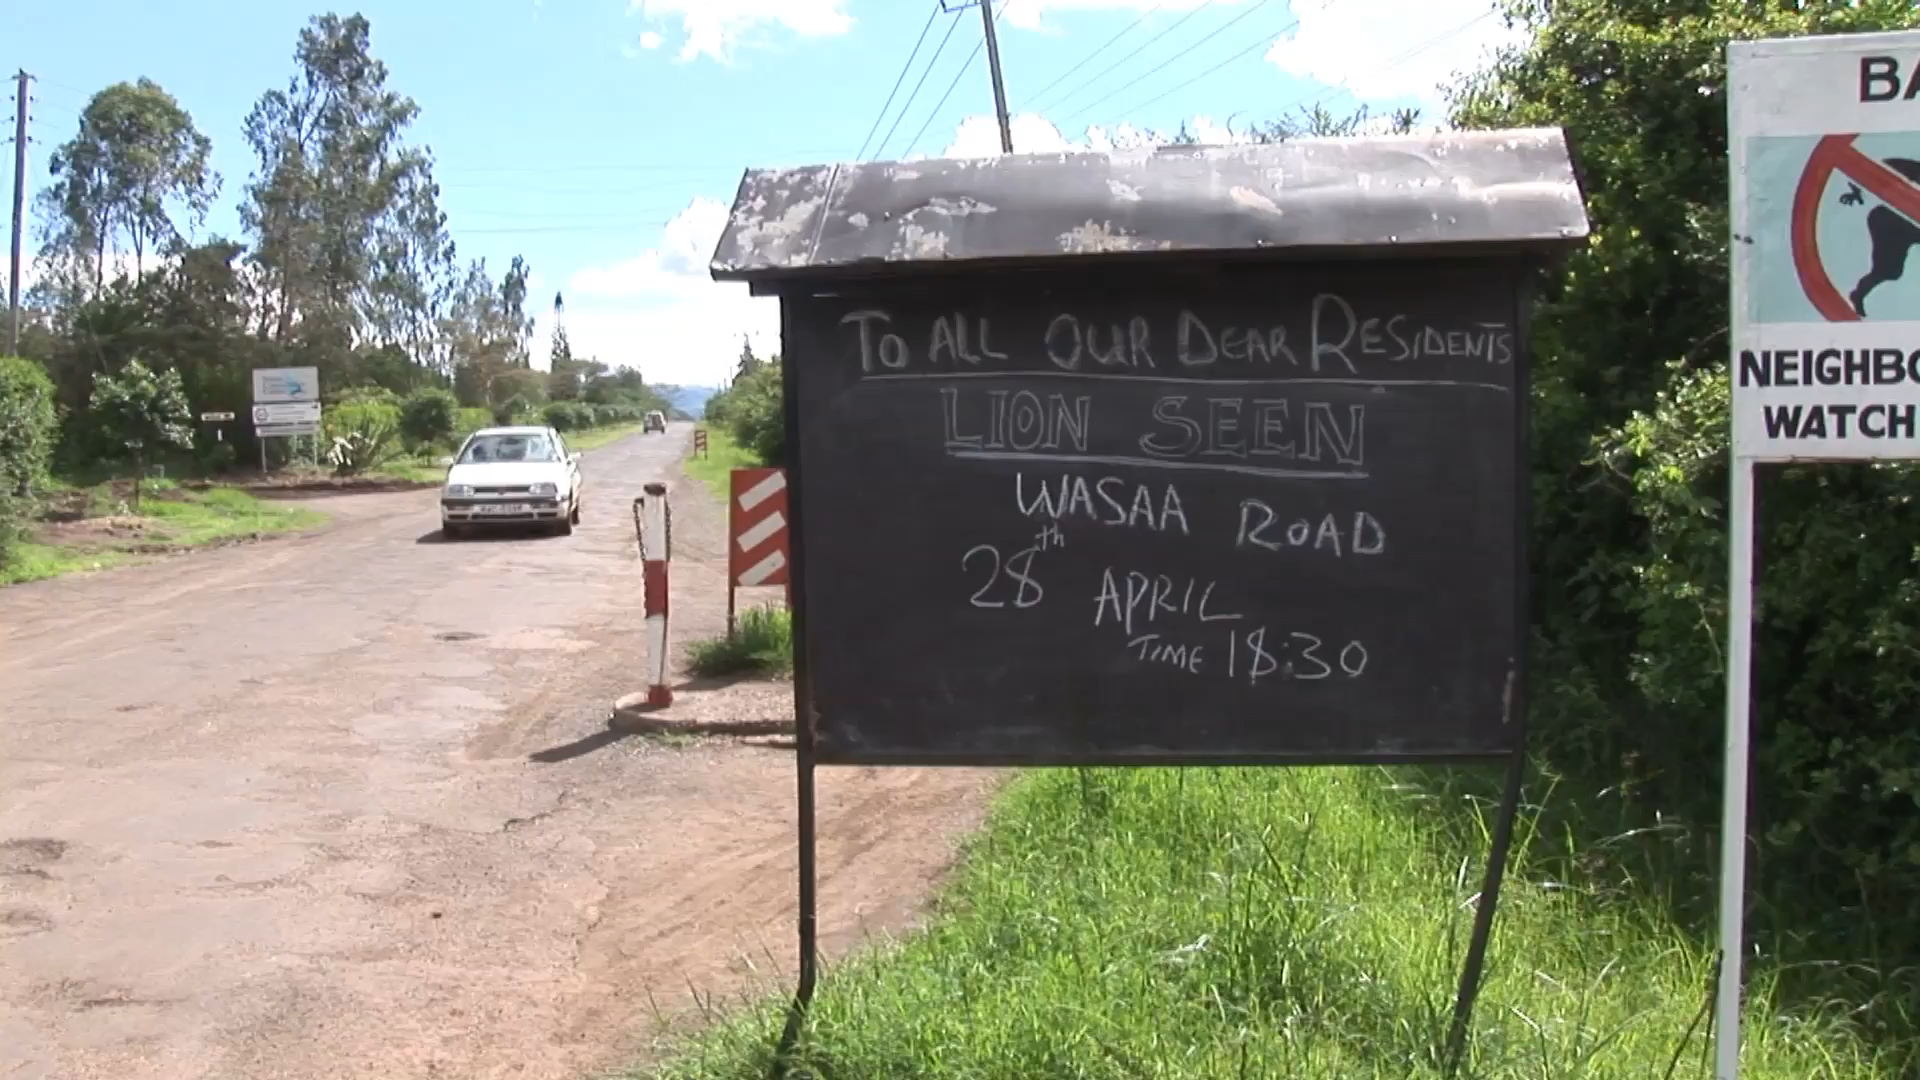 To ALL OUR DEAR RESIDENTS
LION SEEN
WASAA ROAD
28th APRIL
TIME 18:30
BA
NEIGHBO
WATCH